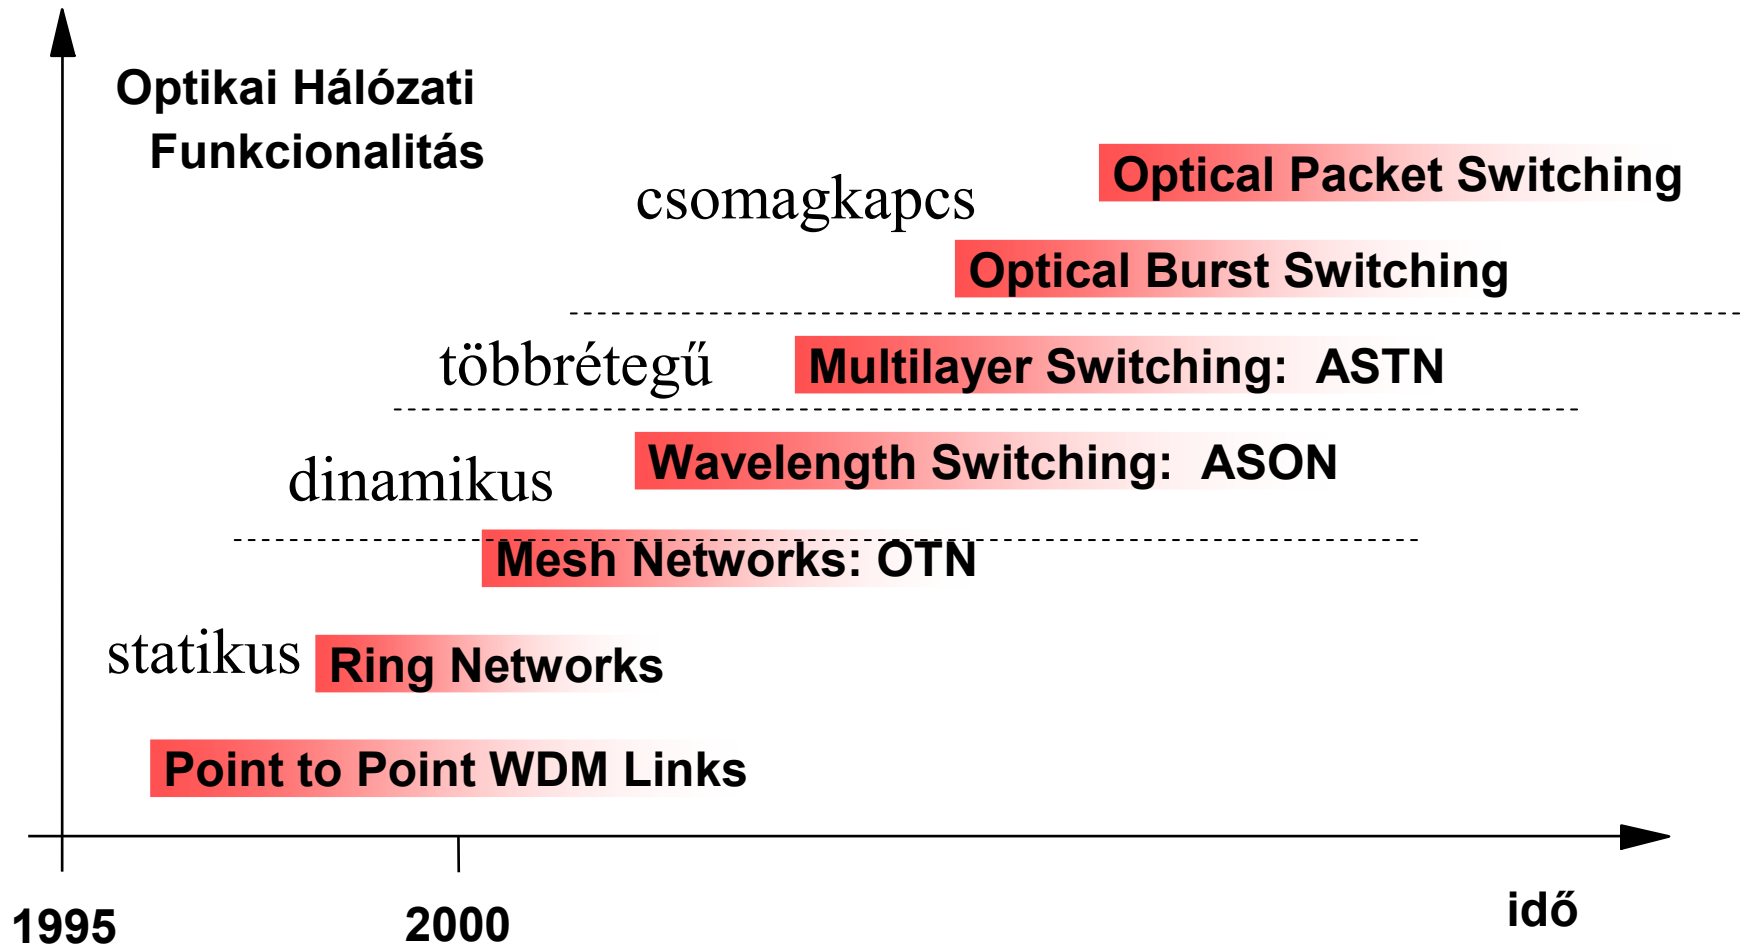 Optikai Hálózati
Funkcionalitás
Optical Packet Switching
csomagkapcs
Optical Burst Switching
többrétegű
Multilayer Switching: ASTN
Wavelength Switching: ASON
dinamikus
Mesh Networks: OTN
statikus
Ring Networks
Point to Point WDM Links
1995
2000
idő